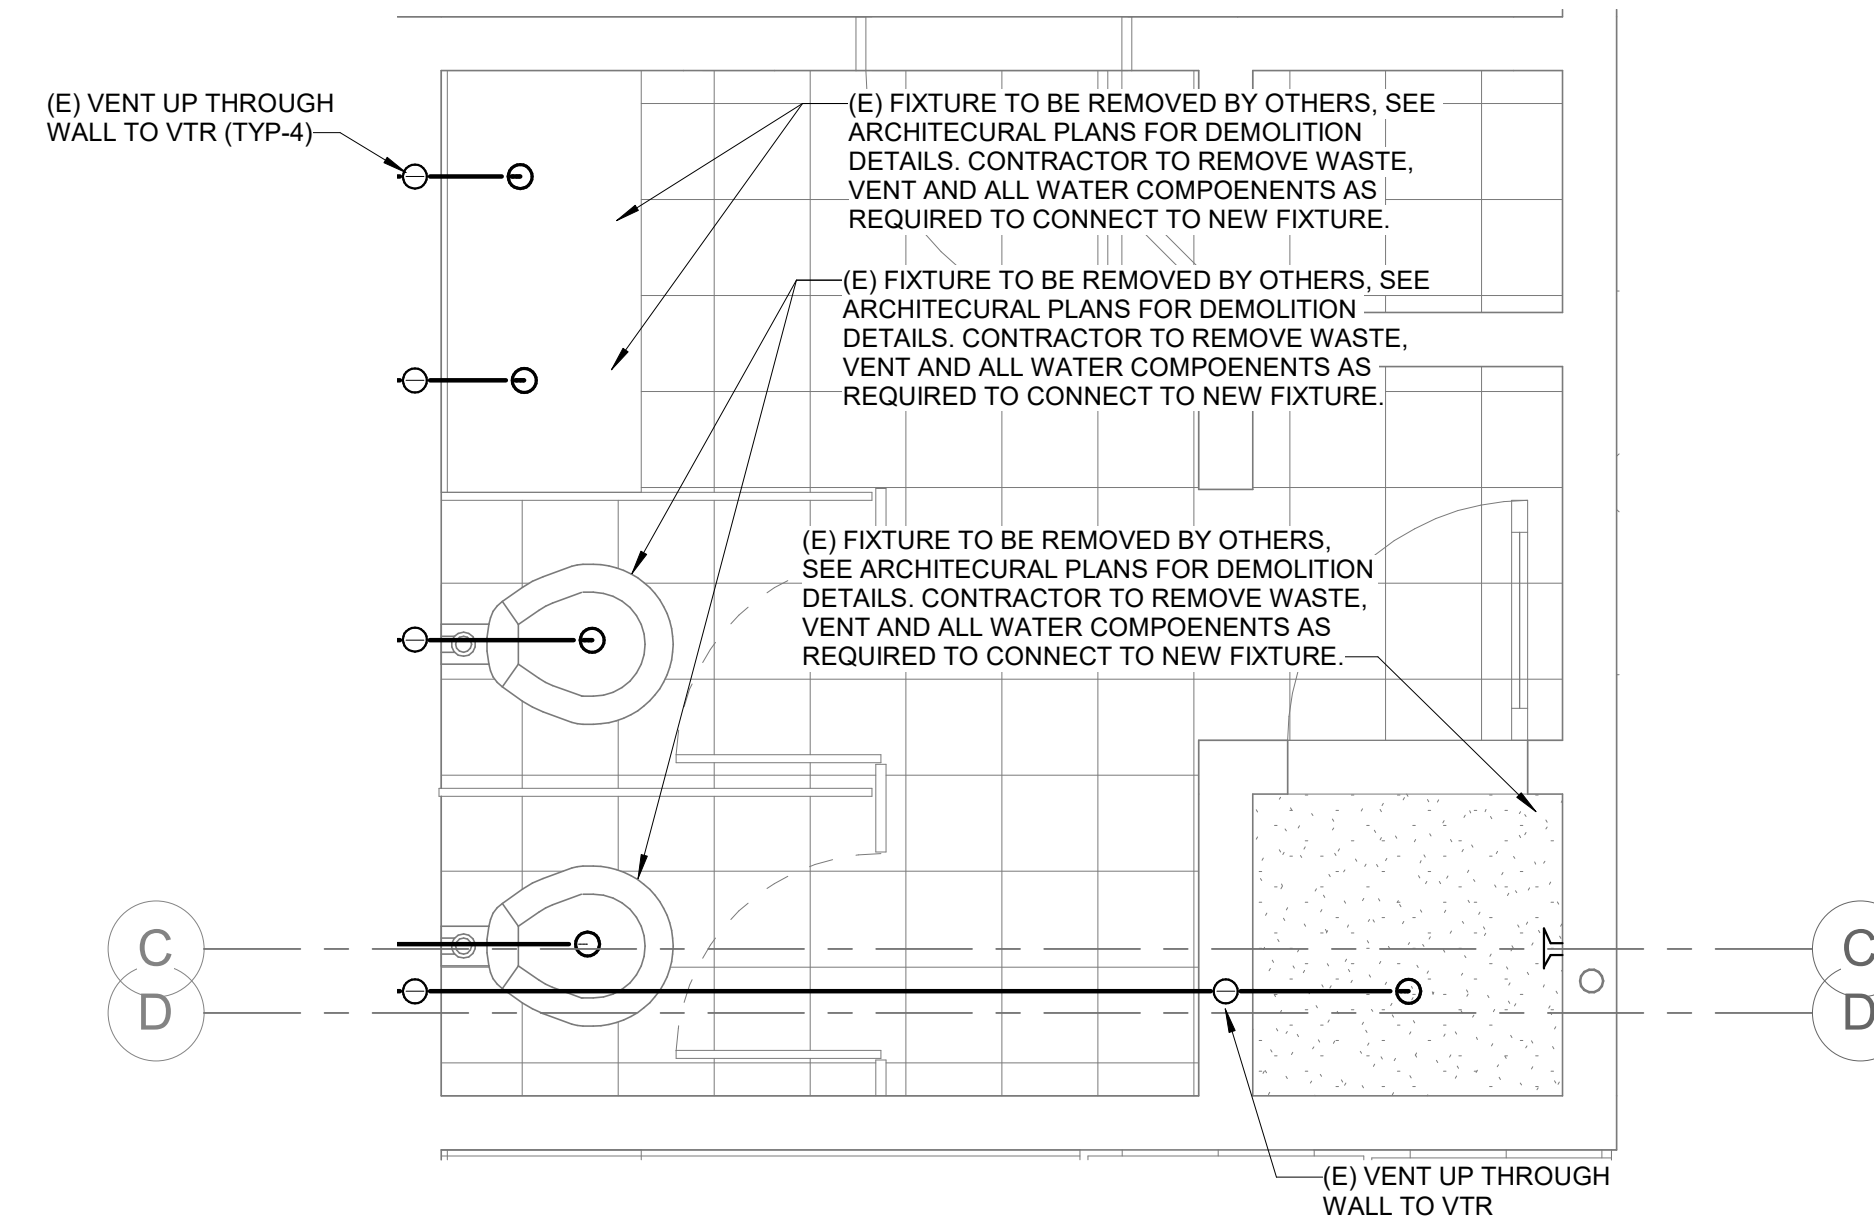 (E) VENT UP THROUGH
WALL TO VTR (TYP-4)
(E) FIXTURE TO BE REMOVED BY OTHERS, SEE
ARCHITECURAL PLANS FOR DEMOLITION
DETAILS. CONTRACTOR TO REMOVE WASTE,
VENT AND ALL WATER COMPOENENTS AS
REQUIRED TO CONNECT TO NEW FIXTURE.
(E) FIXTURE TO BE REMOVED BY OTHERS, SEE
ARCHITECURAL PLANS FOR DEMOLITION
DETAILS. CONTRACTOR TO REMOVE WASTE,
VENT AND ALL WATER COMPOENENTS AS
REQUIRED TO CONNECT TO NEW FIXTURE.
(E) FIXTURE TO BE REMOVED BY OTHERS,
SEE ARCHITECURAL PLANS FOR DEMOLITION
DETAILS. CONTRACTOR TO REMOVE WASTE,
VENT AND ALL WATER COMPOENENTS AS
REQUIRED TO CONNECT TO NEW FIXTURE.
C
C
D
D
(E) VENT UP THROUGH
WALL TO VTR